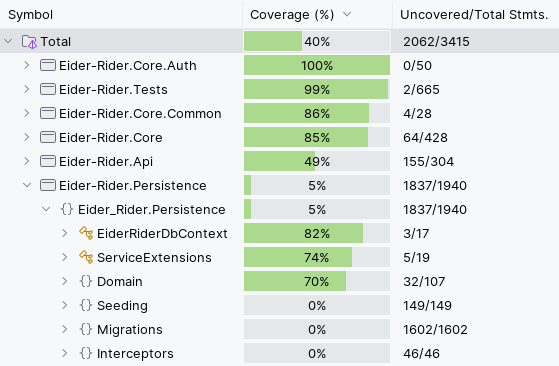 Symbol Coverage (%) Uncovered/Total Stmts.
Total 40% 2062/3415
Eider-Rider.Core.Auth 100% 0/50
Eider-Rider.Tests 99% 2/665
Eider-Rider.Core.Common 86% 4/28
Eider-Rider.Core 85% 64/428
Eider-Rider.Api 49% 155/304
Eider-Rider.Persistence 5% 1837/1940
{} Eider_Rider.Persistence 5% 1837/1940
EiderRiderDbContext 82% 3/17
ServiceExtensions 74% 5/19
{} Domain 70% 32/107
{} Seeding 0% 149/149
{} Migrations 0% 1602/1602
{} Interceptors 0% 46/46